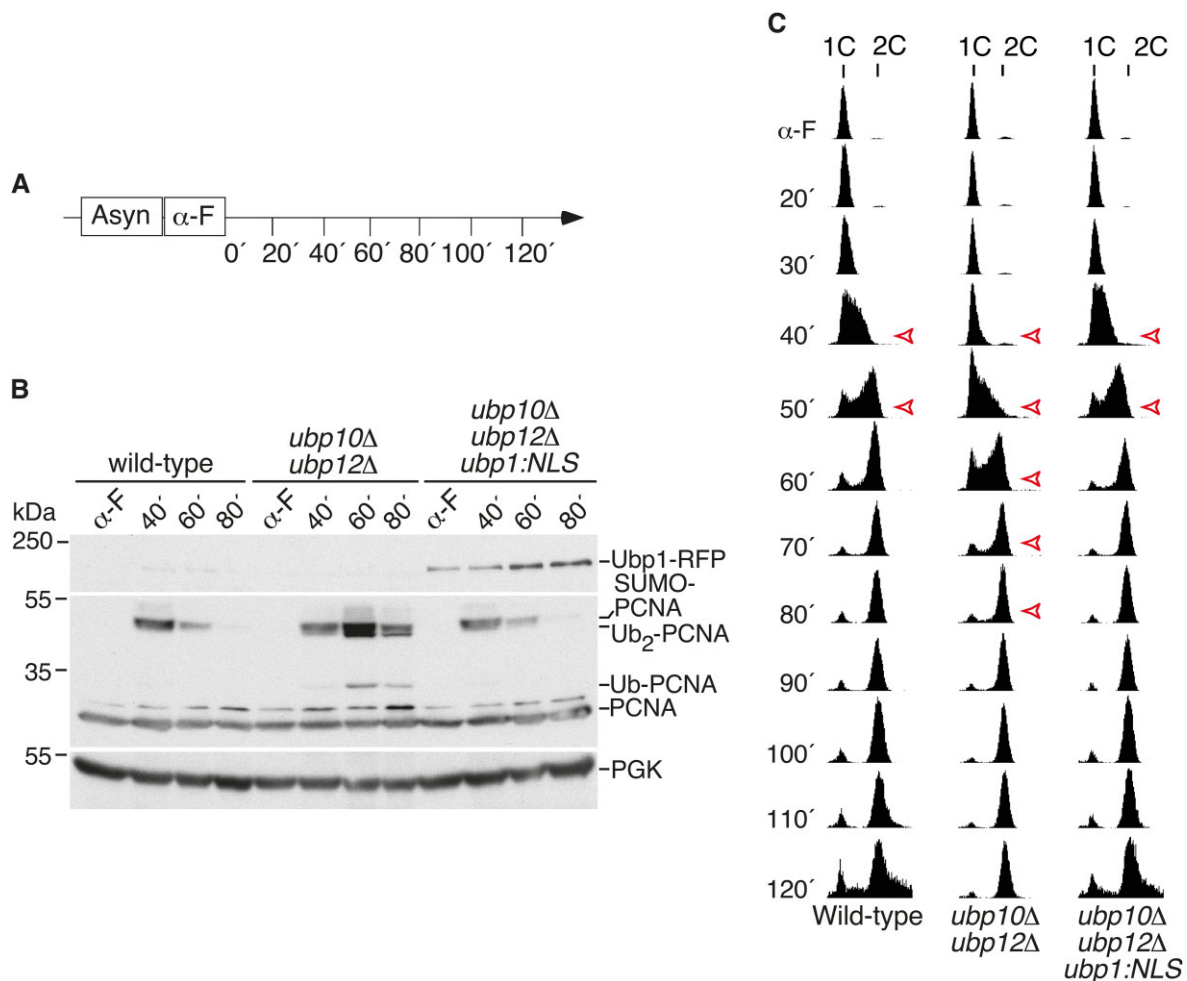 A
Asyn α-F
0´ 20´ 40´ 60´ 80´ 100´ 120´
B
wild-type
ubp10Δ
ubp12Δ
ubp10Δ
ubp12Δ
ubp1:NLS
kDa
α-F 40´ 60´ 80´ α-F 40´ 60´ 80´ α-F 40´ 60´ 80´
250
55
35
55
Ubp1-RFP
SUMO-
PCNA
Ub2-PCNA
Ub-PCNA
PCNA
PGK
C
1C 2C 1C 2C 1C 2C
α-F
20´
30´
40´
50´
60´
70´
80´
90´
100´
110´
120´
Wild-type
ubp10Δ
ubp12Δ
ubp10Δ
ubp12Δ
ubp1:NLS